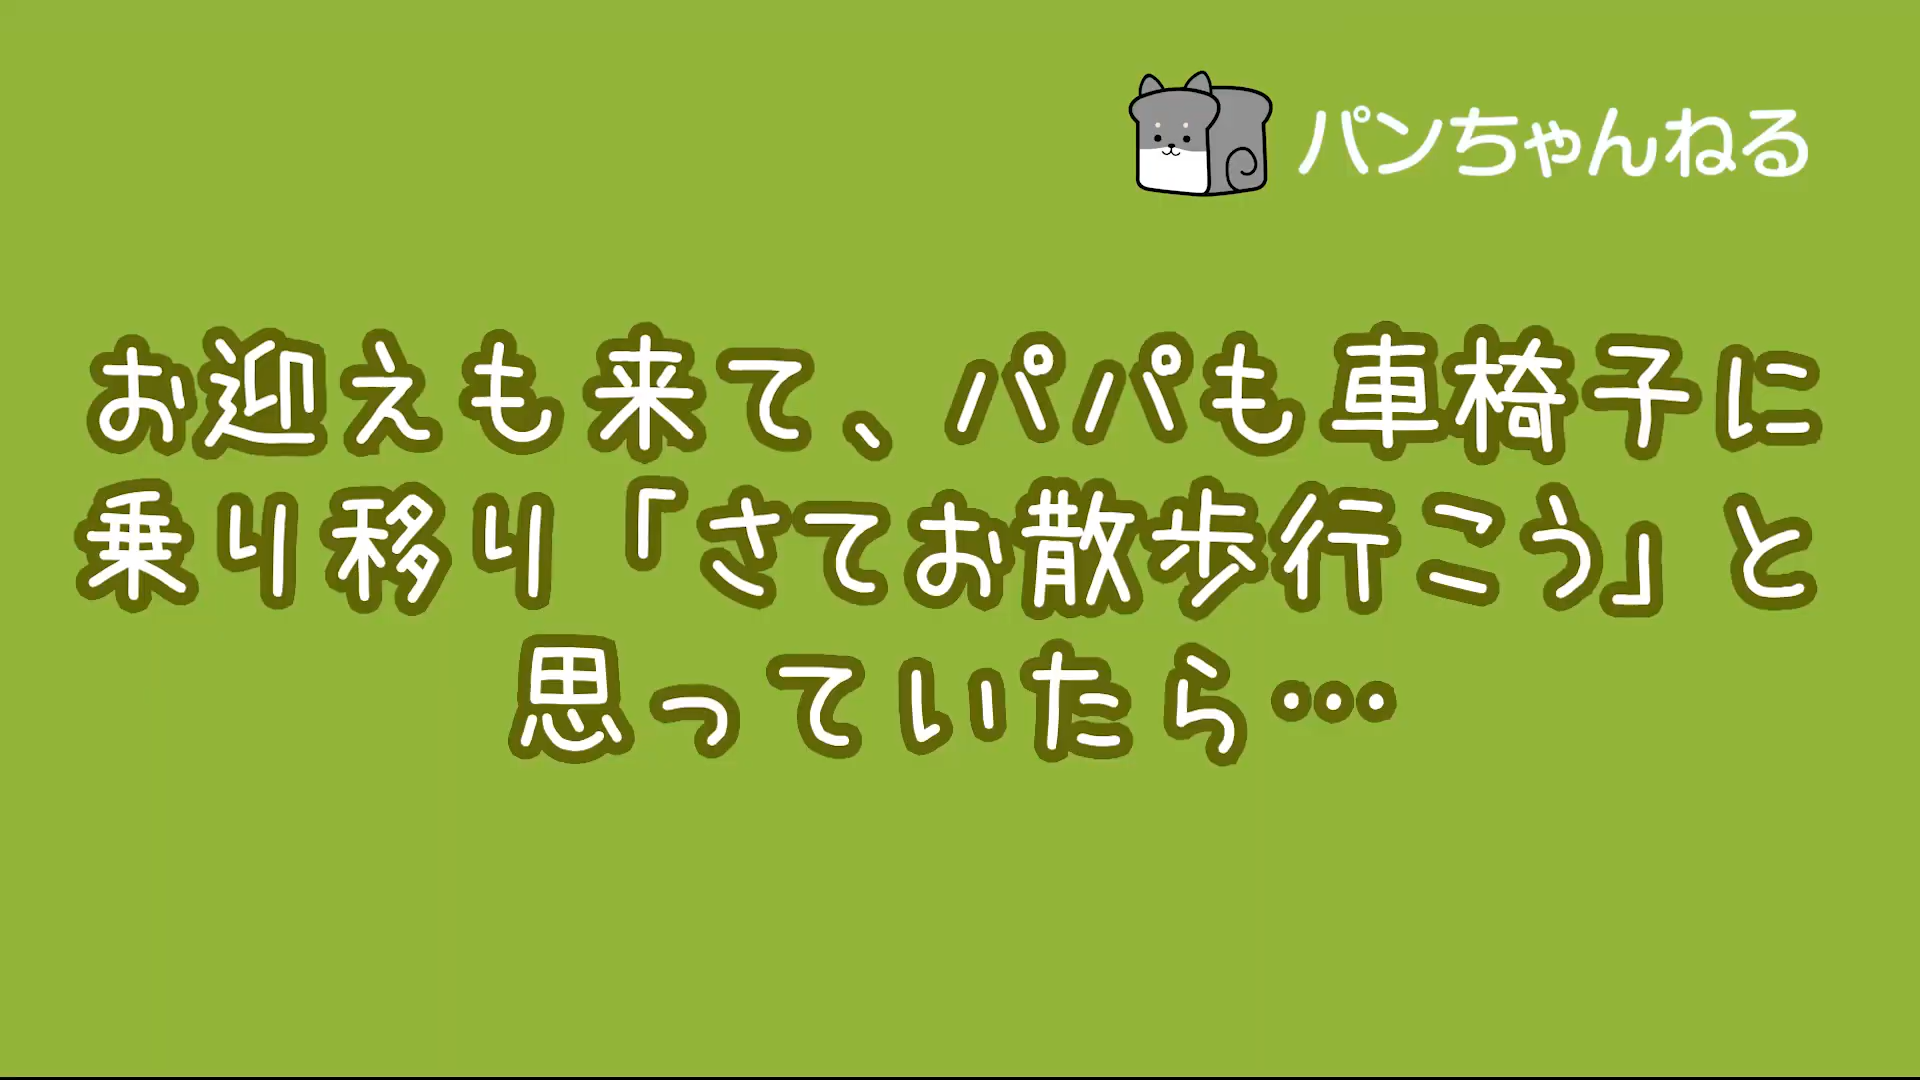 パンちゃんねる
お迎えも来て、パパも車椅子に
乗り移り「さてお散歩行こう」と
思っていたら…